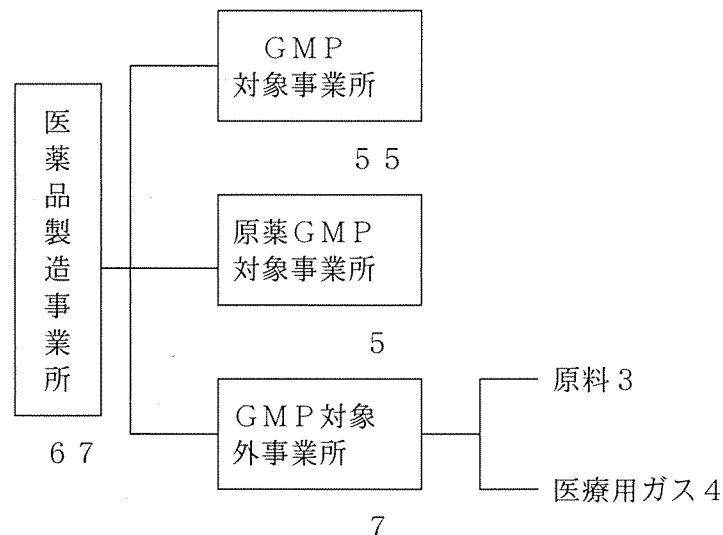 医薬品製造事業所
６７
ＧＭＰ
対象事業所
５５
原薬ＧＭＰ
対象事業所
５
ＧＭＰ対象
外事業所
７
原料３
医療用ガス４